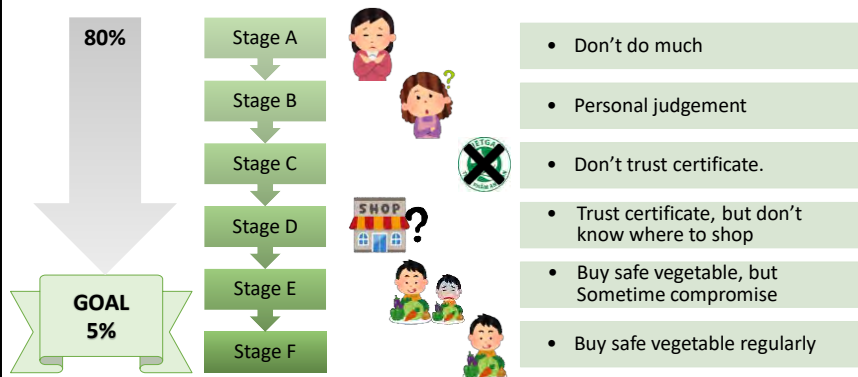 80%
Stage A
• Don't do much
Stage B
• Personal judgement
Stage C
• Don't trust certificate.
SHOP
Stage D
• Trust certificate, but don't
know where to shop
Stage E
• Buy safe vegetable, but
Sometime compromise
GOAL
5%
Stage F
• Buy safe vegetable regularly